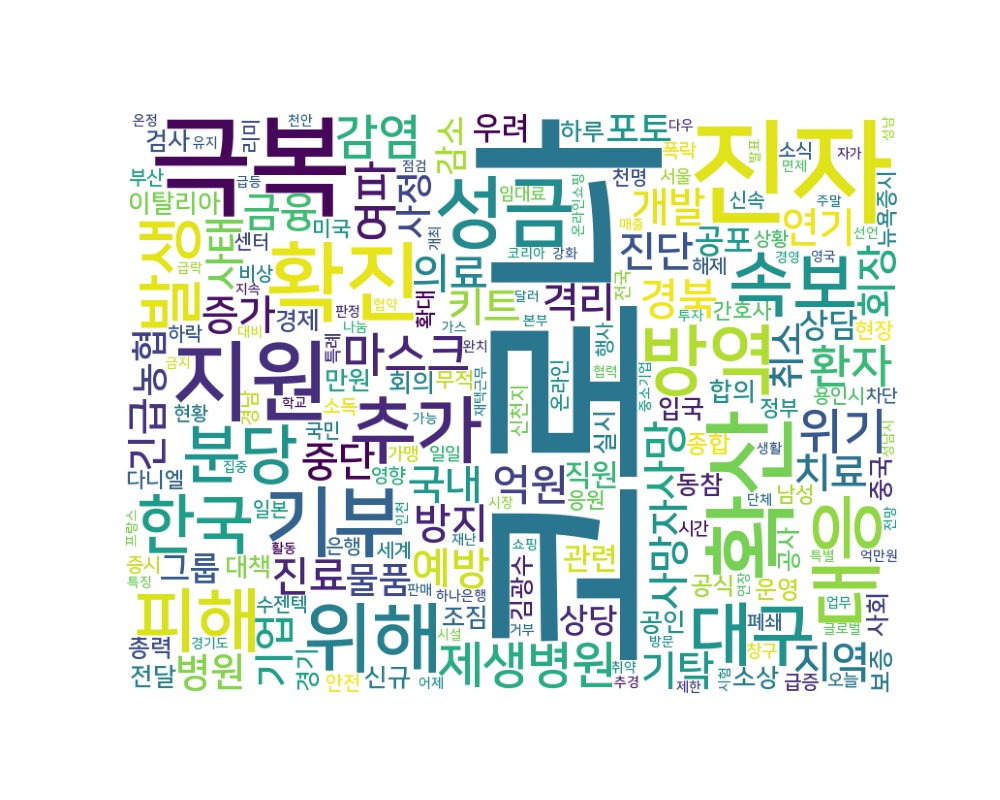 온정
천안
검사
유지
리미
극복
감염
감소
우려
하루
포토
다우
진자
성남
발표
소식
면제
자가
부산
급등
여파
점검
사정
이탈리아
금융
미국
센터
비상
사태
발생
급락
지속
성금
임대료
온라인쇼핑
코리아
강화
개최
천명
폭락
서울
개발
매출
진단
공포
상황
해제
신속
주말
연기
선언
뉴욕증시
경영
영국
확진
의료
키트
달러
격리
본부
전국
경북
투자
간호사
속보
회장
증가
경제
판정
협약
확대
가스
나눔
하락
대비
특례
완치
긴급
농협
금지
현황
지원
마스크
만원
회의
무적
재택근무
코로나
신천지
온라인
협력
행사
실시
중소기업
방역
합의
취소
상담
현장
환자
용인시
차단
입국
정부
경남
학교
소독
국민
추가
가능
분당
집중
중단
가맹
일일
영향
국내
억원
직원
응원
시장
사망
사망자
종합
동참
시간
확산
생활
위기
치료
중국
성남시
다니엘
한국
일본
기부
인천
방지
남성
단체
대응
전망
프랑스
증시
특징
그룹
대책
활동
은행
세계
재난
진료
물품
판매
예방
하나은행
쇼핑
김광수
관련
공사
특별
억만원
공식
연장
운영
업무
글로벌
사회
피해
수젠텍
기업
위해
조짐
시설
거부
상당
공인
방문
대구
폐쇄
창구
지역
보증
총력
경기도
전달
병원
경기
안전
신규
어제
제생병원
취약
추경
기탁
제한
시험
소상
급증
오늘